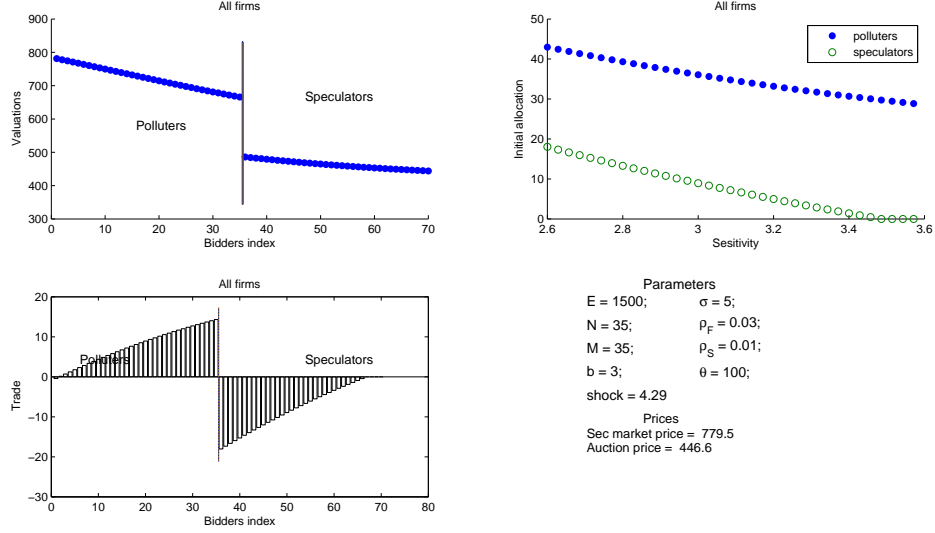 All firms
900
800
700
600
500
400
300
Valuations
Polluters
Speculators
0 10 20 30 40 50 60 70
Bidders index
All firms
50
40
30
20
10
0
Initial allocation
polluters
speculators
2.6 2.8 3 3.2 3.4 3.6
Sesitivity
All firms
20
10
0
−10
−20
−30
Trade
Polluters
Speculators
0 10 20 30 40 50 60 70 80
Bidders index
Parameters
E = 1500; σ = 5;
N = 35; ρF = 0.03;
M = 35; ρS = 0.01;
b = 3; θ = 100;
shock = 4.29
Prices
Sec market price = 779.5
Auction price = 446.6